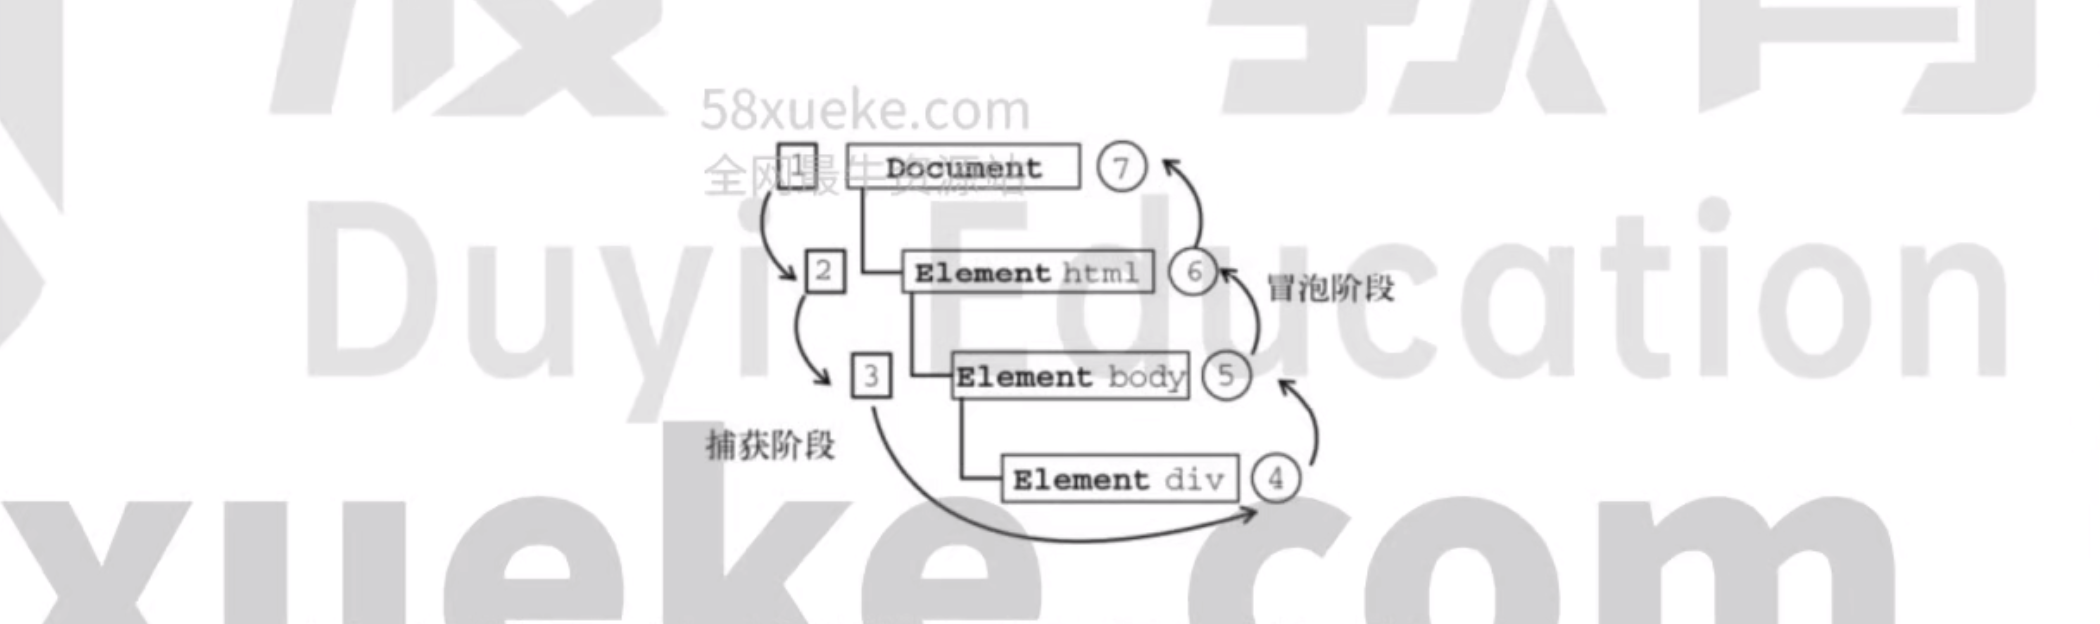 58xueke.com
全网最牛资源站
1 Document 7
2 Element html 6
冒泡阶段
3 Element body 5
捕获阶段
Element div 4
Duyi Education
xueke.com